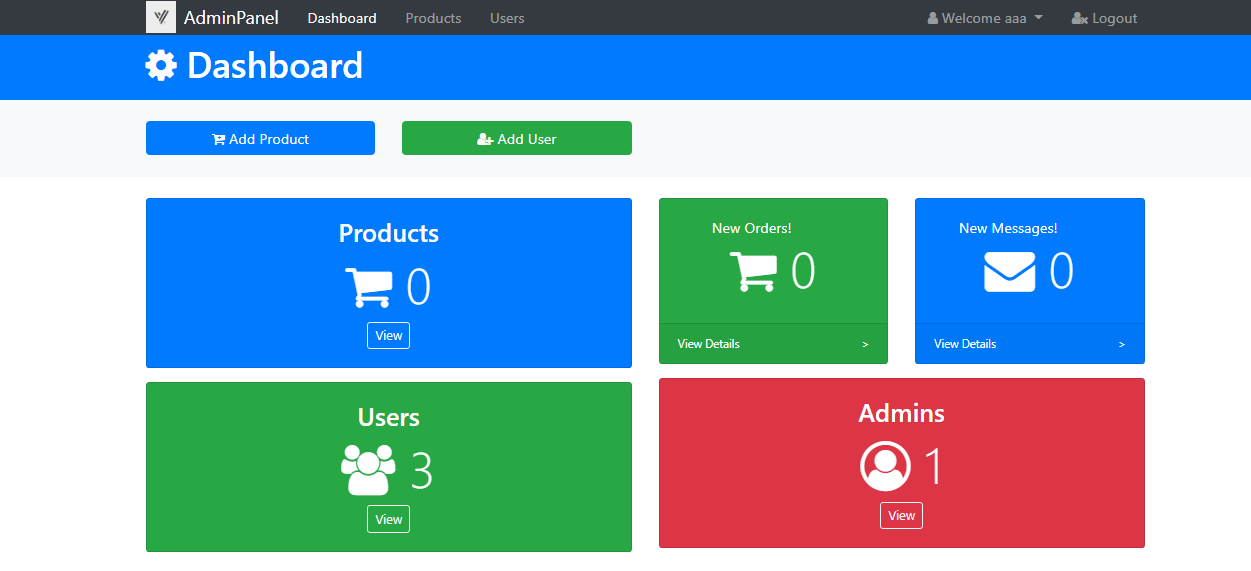 AdminPanel Dashboard Products Users Welcome aaa Logout
Dashboard
Add Product Add User
Products
0
View
New Orders!
0
View Details >
New Messages!
0
View Details >
Users
3
View
Admins
1
View